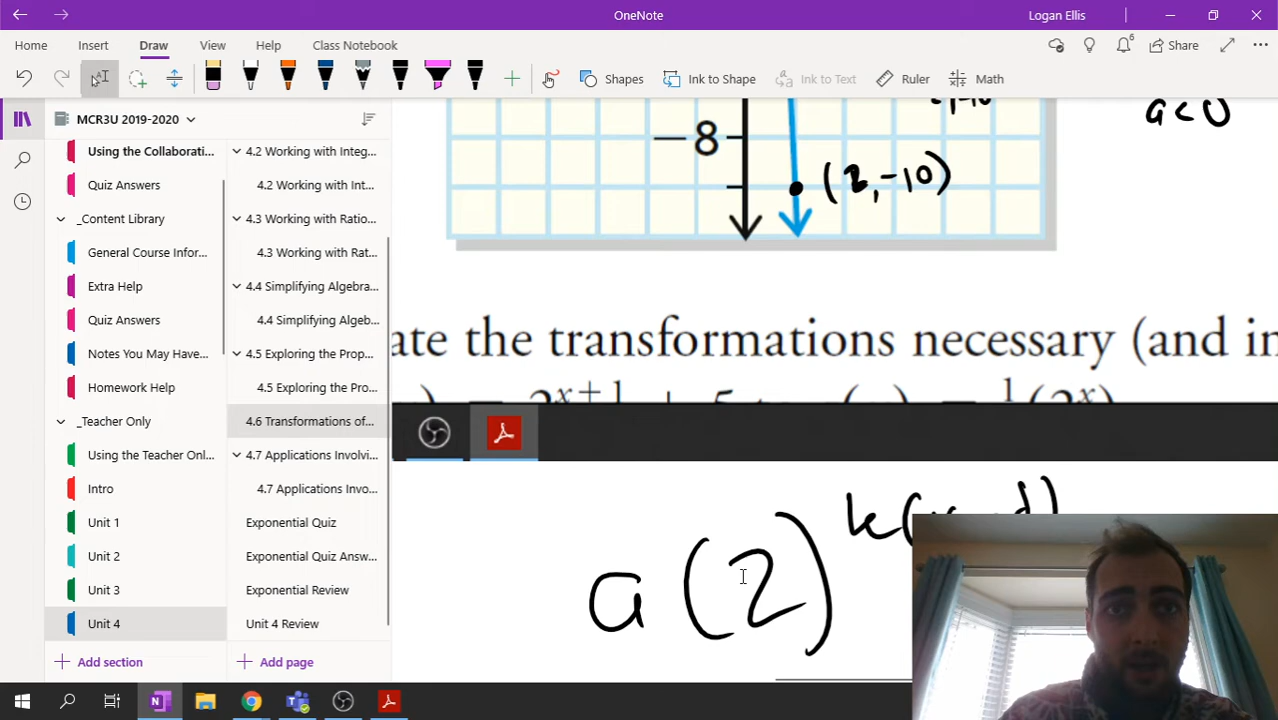 OneNote
Logan Ellis
Home Insert Draw View Help Class Notebook
6
Share
Shapes Ink to Shape Ink to Text Ruler Math
MCR3U 2019-2020
Using the Collaborati...
Quiz Answers
_Content Library
General Course Infor...
Extra Help
Quiz Answers
Notes You May Have...
Homework Help
_Teacher Only
Using the Teacher Onl...
Intro
Unit 1
Unit 2
Unit 3
Unit 4
Add section
4.2 Working with Integ...
4.2 Working with Int...
4.3 Working with Ratio...
4.3 Working with Rat...
4.4 Simplifying Algebra...
4.4 Simplifying Algeb...
4.5 Exploring the Prop...
4.5 Exploring the Pro...
4.6 Transformations of...
4.7 Applications Involvi...
4.7 Applications Invo...
Exponential Quiz
Exponential Quiz Answ...
Exponential Review
Unit 4 Review
Add page
a < 0
-8
(2, -10)
ate the transformations necessary (and in
a (2) k(